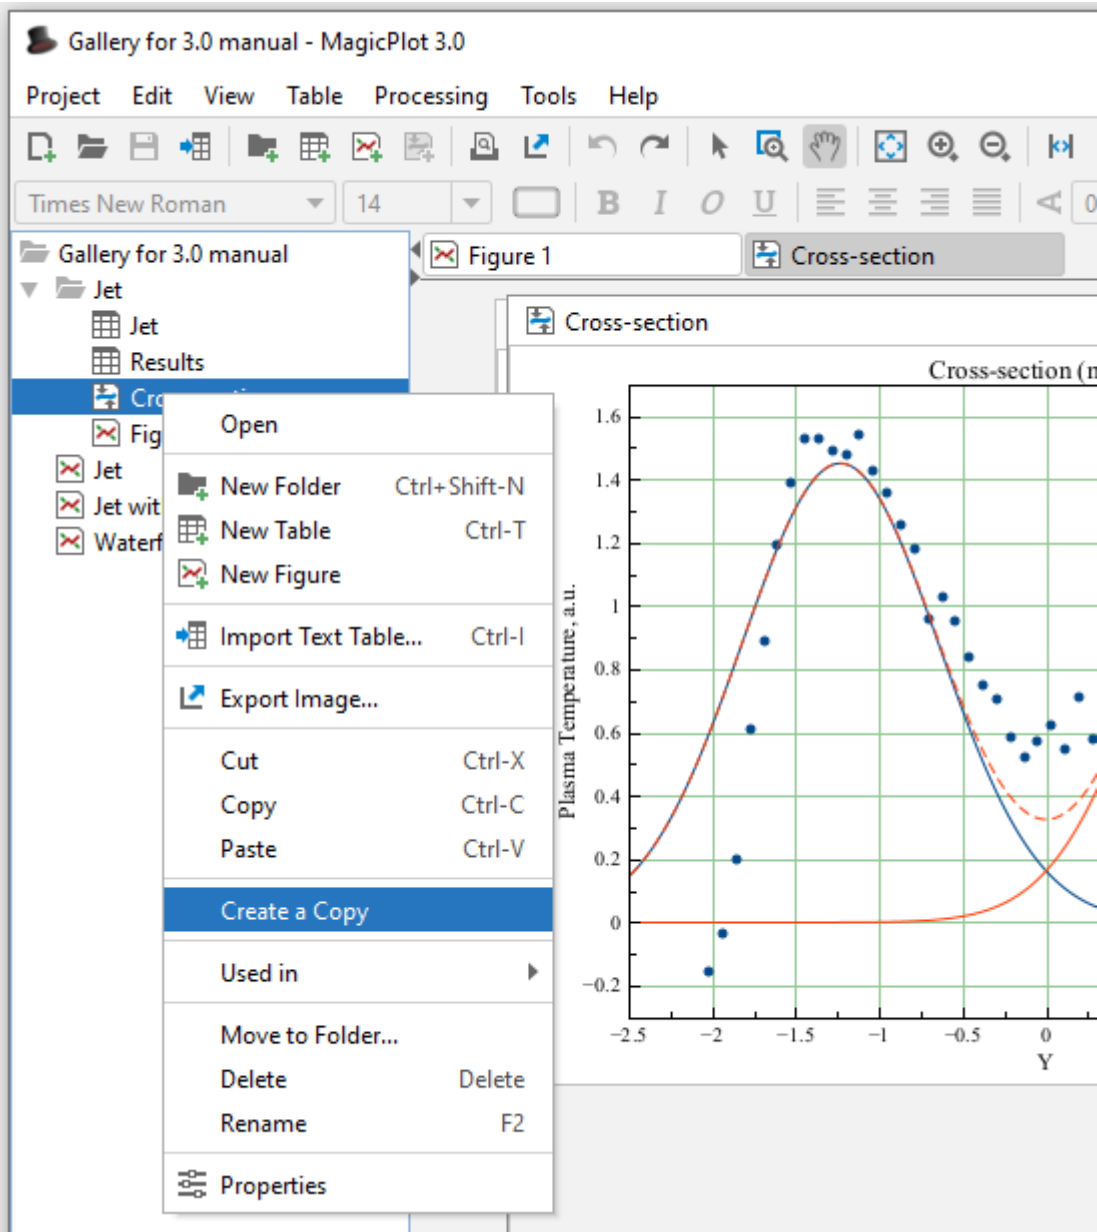 Gallery for 3.0 manual - MagicPlot 3.0
Project Edit View Table Processing Tools Help
Times New Roman 14 B I O U 0
Gallery for 3.0 manual
Jet
Jet
Results
Jet
Figure 1 Cross-section
Cross-section
Open
New Folder Ctrl+Shift-N
New Table Ctrl-T
New Figure
Import Text Table... Ctrl-I
Export Image...
Cut Ctrl-X
Copy Ctrl-C
Paste Ctrl-V
Create a Copy
Used in
Move to Folder...
Delete Delete
Rename F2
Properties
Cross-section (
Plasma Temperature, a.u.
1.6
1.4
1.2
1
0.8
0.6
0.4
0.2
0
−0.2
−2.5 −2 −1.5 −1 −0.5 0
Y